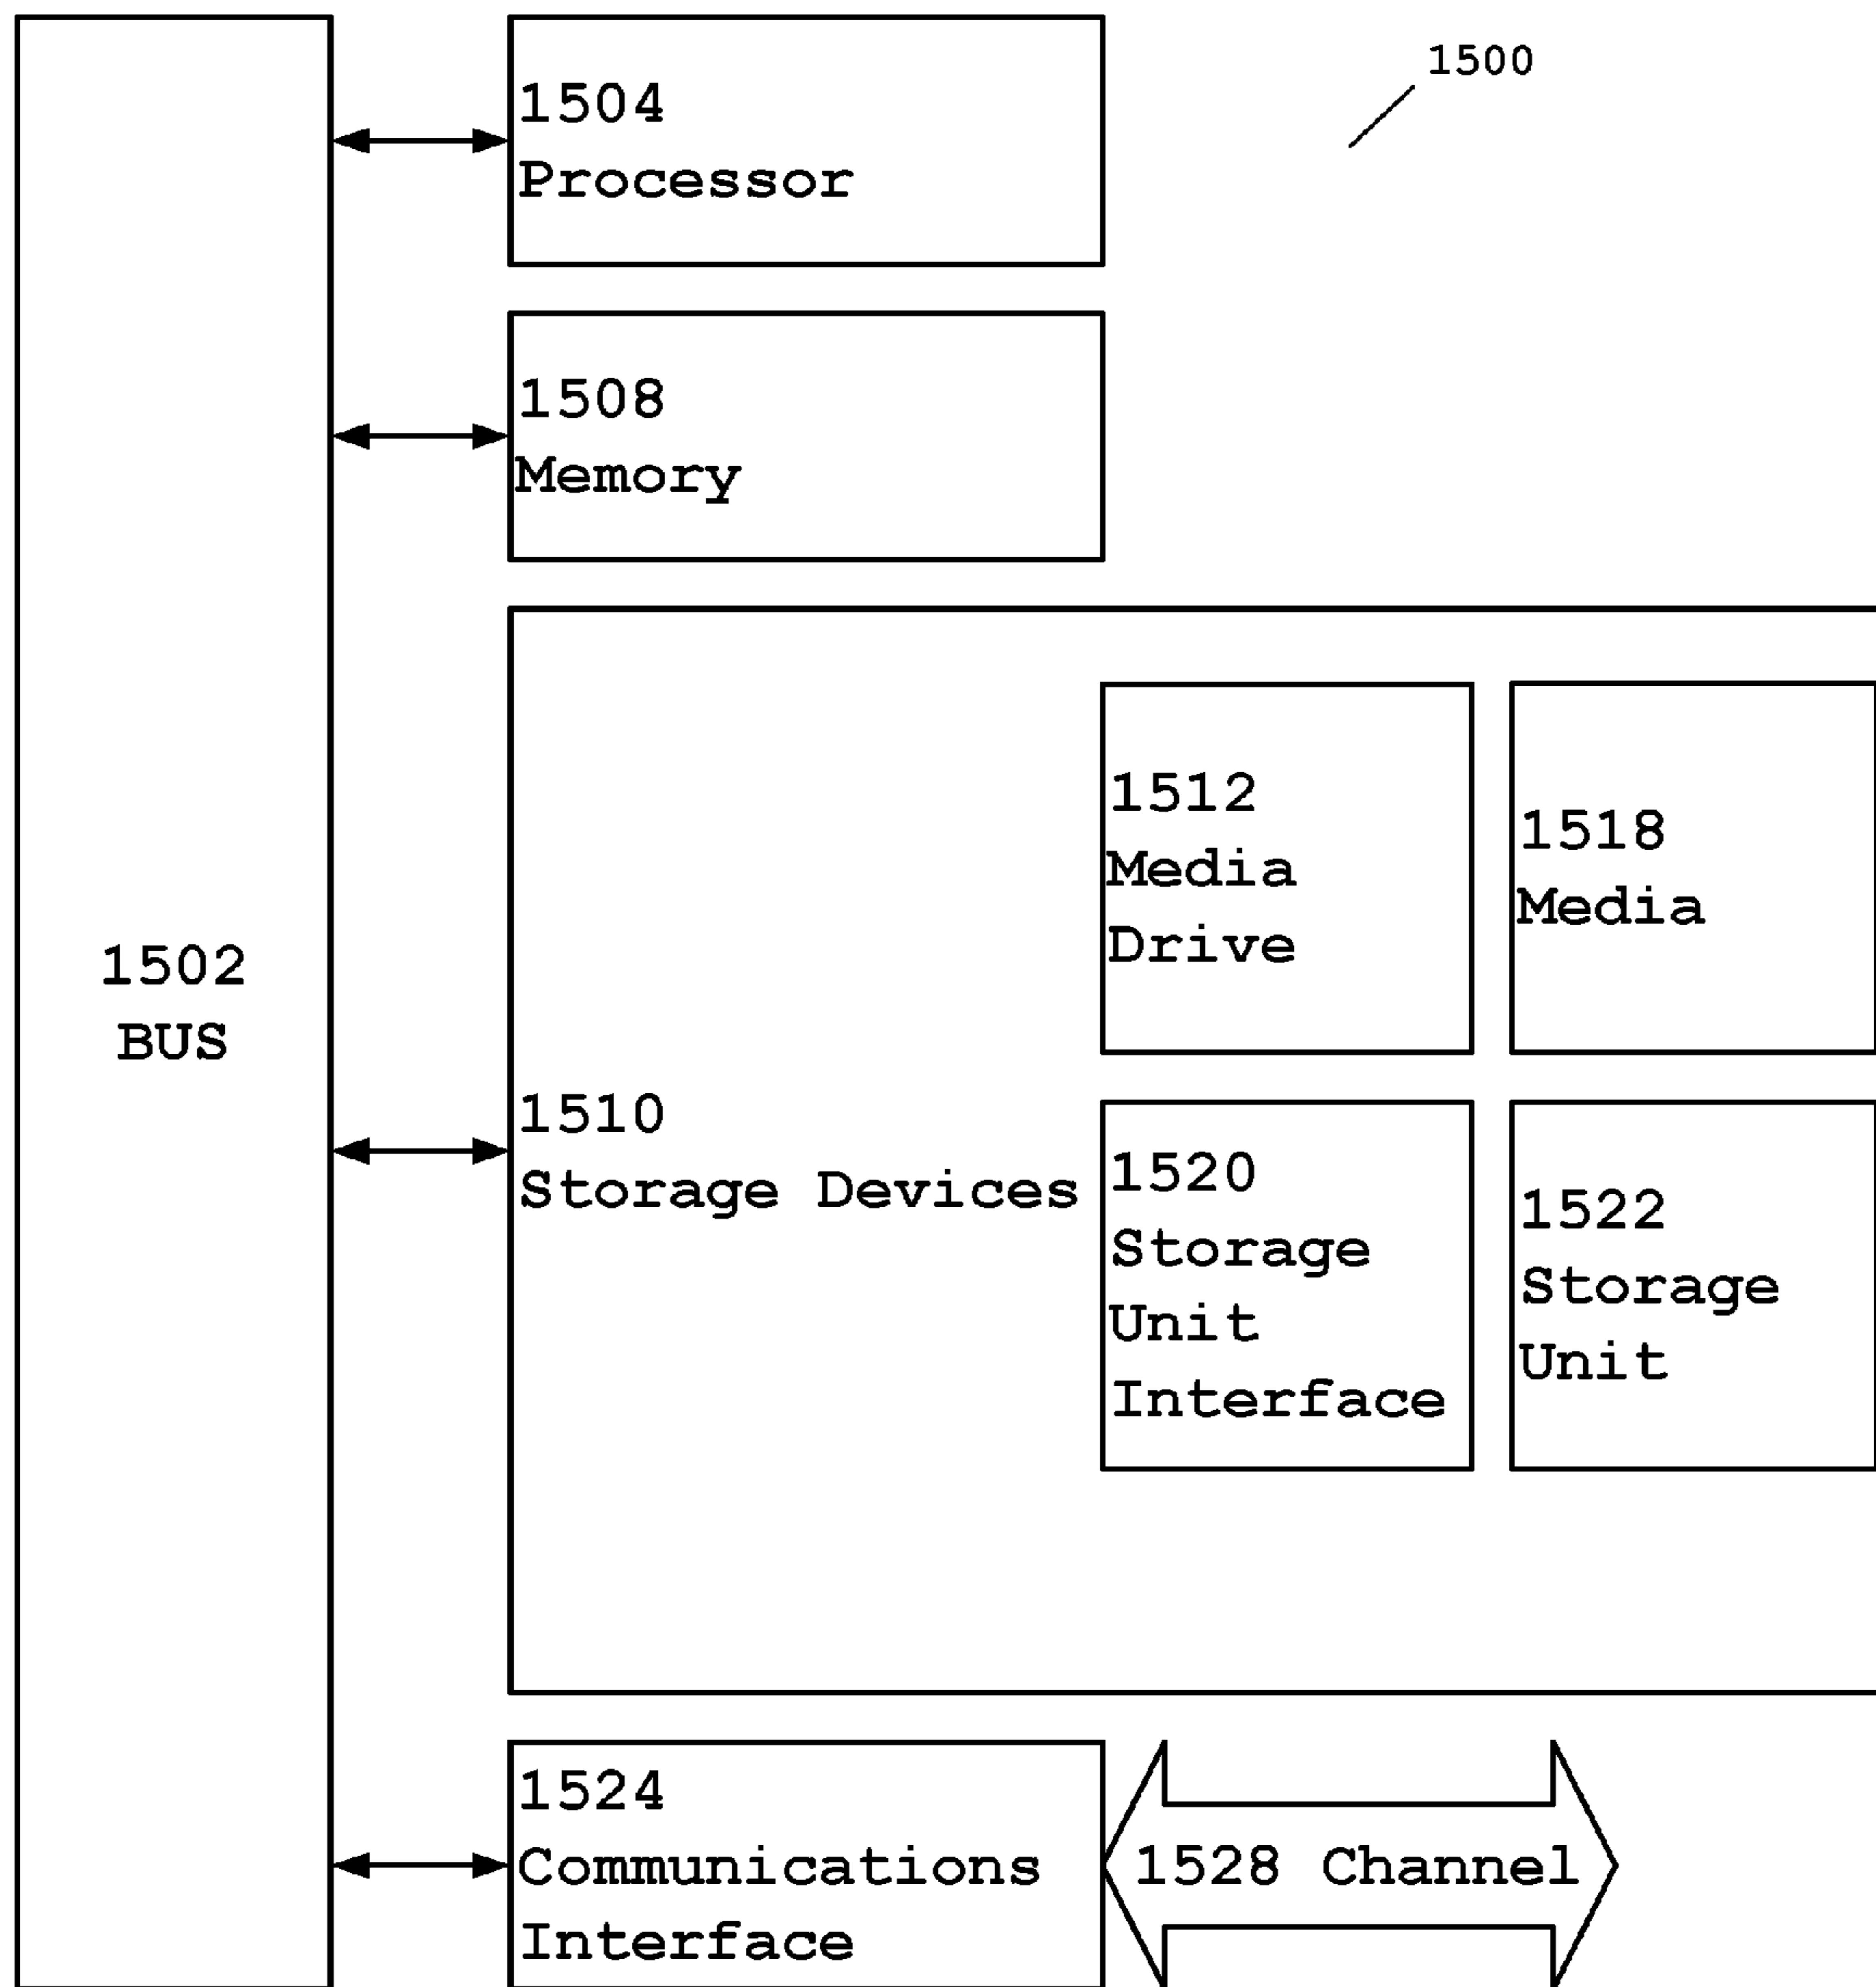 1500
1504
Processor
1508
Memory
1502
BUS
1510
Storage Devices
1512
Media
Drive
1518
Media
1520
Storage
Unit
Interface
1522
Storage
Unit
1524
Communications
Interface
1528 Channel